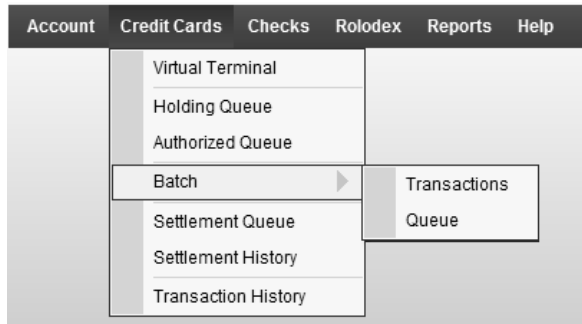 Account Credit Cards Checks Rolodex Reports Help
Virtual Terminal
Holding Queue
Authorized Queue
Batch
Transactions
Queue
Settlement Queue
Settlement History
Transaction History